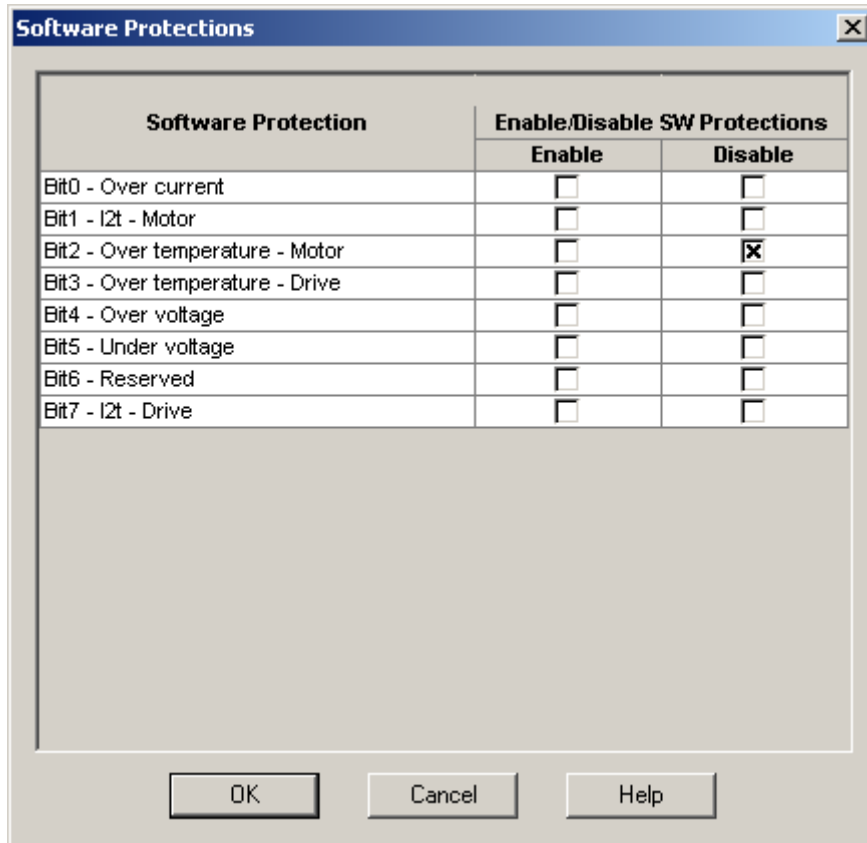 Software Protections
Software Protection
Enable/Disable SW Protections
Enable Disable
Bit0 - Over current
Bit1 - I2t - Motor
Bit2 - Over temperature - Motor
Bit3 - Over temperature - Drive
Bit4 - Over voltage
Bit5 - Under voltage
Bit6 - Reserved
Bit7 - I2t - Drive
OK Cancel Help